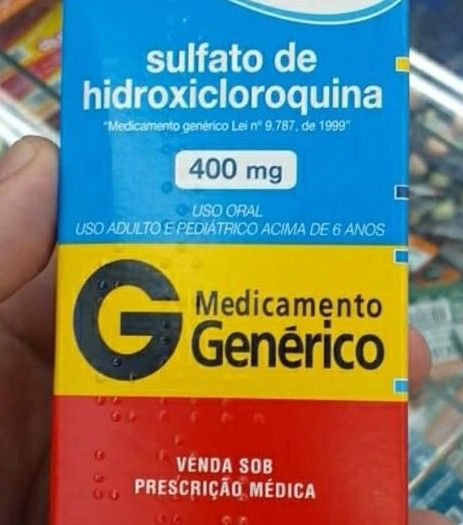 sulfato de
hidroxicloroquina
"Medicamento genérico Lei nº 9.787, de 1999"
400 mg
USO ORAL
USO ADULTO E PEDIÁTRICO ACIMA DE 6 ANOS
G Medicamento
Genérico
VENDA SOB
PRESCRIÇÃO MÉDICA